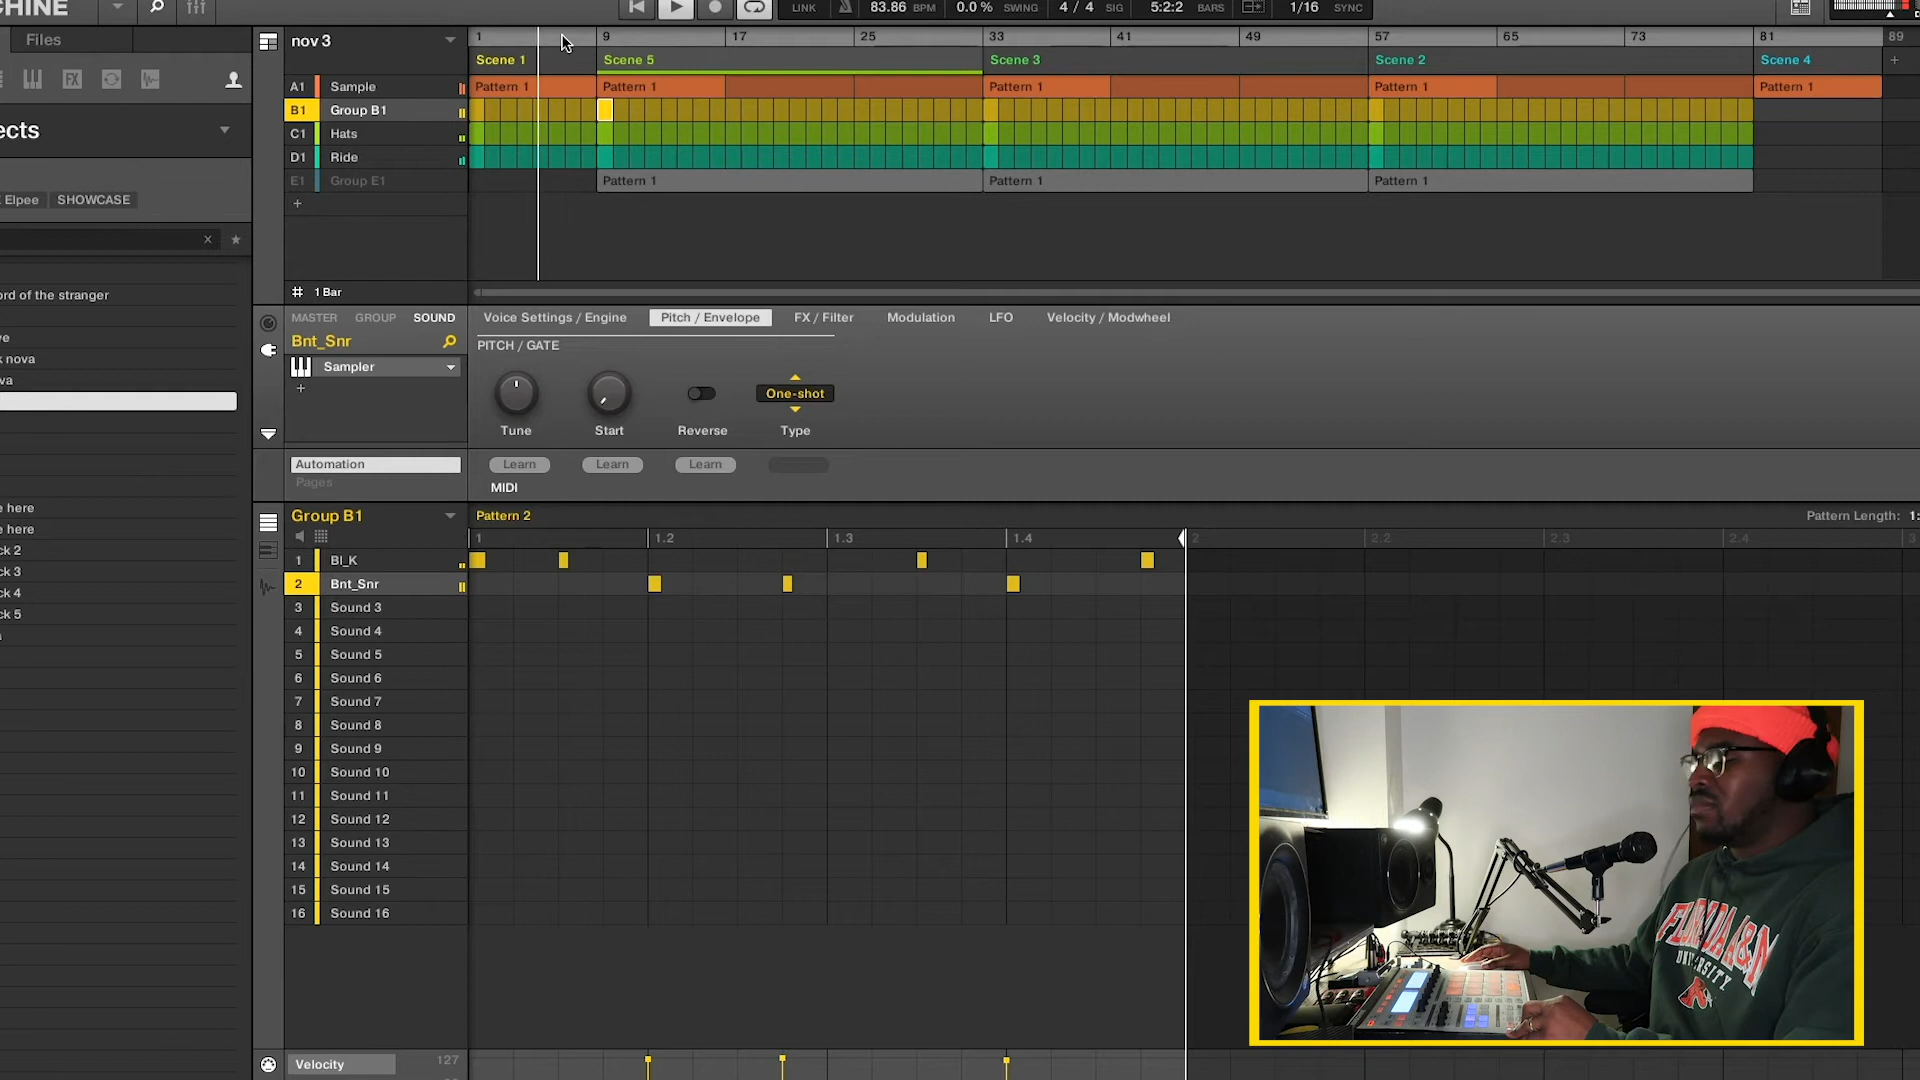 CHINE
LINK 83.86 BPM 0.0 % SWING 4 / 4 SIG 5:2:2 BARS 1/16 SYNC
Files
nov 3
1 9 17 25 33 41 49 57 65 73 81 89
Scene 1 Scene 5 Scene 3 Scene 2 Scene 4 +
FX
A1 Sample Pattern 1 Pattern 1 Pattern 1 Pattern 1 Pattern 1
B1 Group B1
ects
C1 Hats
D1 Ride
E1 Group E1 Pattern 1 Pattern 1 Pattern 1
Elpee SHOWCASE
+
ord of the stranger
# 1 Bar
MASTER GROUP SOUND
Voice Settings / Engine Pitch / Envelope FX / Filter Modulation LFO Velocity / Modwheel
ve
Bnt_Snr
PITCH / GATE
k nova
Sampler
va
+
One-shot
Tune Start Reverse Type
Automation
Learn Learn Learn
Pages
MIDI
e here
Group B1
Pattern 2
Pattern Length: 1:
e here
1 1.2 1.3 1.4 2 2.2 2.3 2.4 3
ck 2
1 Bl_K
ck 3
2 Bnt_Snr
ck 4
3 Sound 3
ck 5
4 Sound 4
5 Sound 5
6 Sound 6
7 Sound 7
8 Sound 8
9 Sound 9
10 Sound 10
11 Sound 11
12 Sound 12
13 Sound 13
14 Sound 14
15 Sound 15
16 Sound 16
FLORIDA A&M
UNIVERSITY
Velocity 127